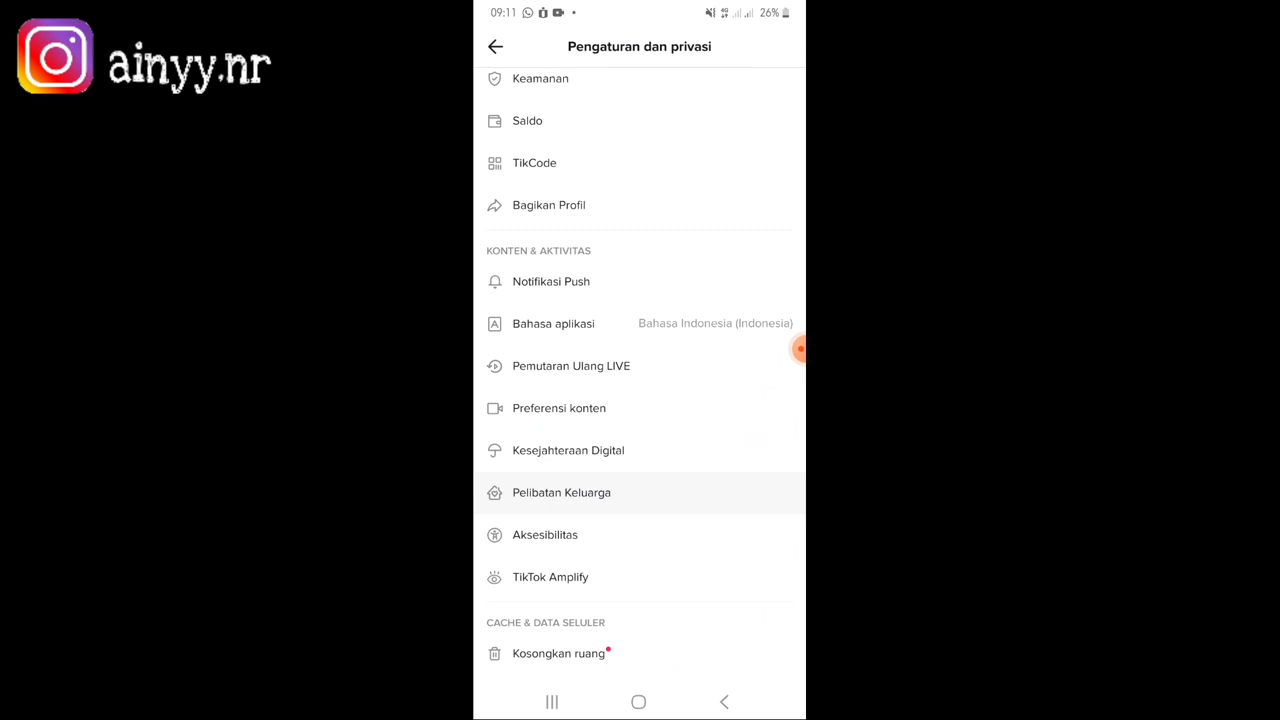 ainyy.nr
09:11
26%
Pengaturan dan privasi
Keamanan
Saldo
TikCode
Bagikan Profil
KONTEN & AKTIVITAS
Notifikasi Push
Bahasa aplikasi Bahasa Indonesia (Indonesia)
Pemutaran Ulang LIVE
Preferensi konten
Kesejahteraan Digital
Pelibatan Keluarga
Aksesibilitas
TikTok Amplify
CACHE & DATA SELULER
Kosongkan ruang